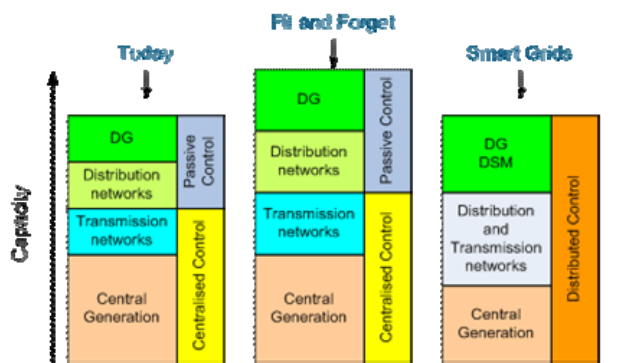 Fit and Forget
Today
Smart Grids
Capacity
DG
Distribution
networks
Transmission
networks
Central
Generation
Passive
Control
Centralised Control
DG
Distribution
networks
Transmission
networks
Central
Generation
Passive Control
Centralised Control
DG
DSM
Distribution
and
Transmission
networks
Central
Generation
Distributed Control